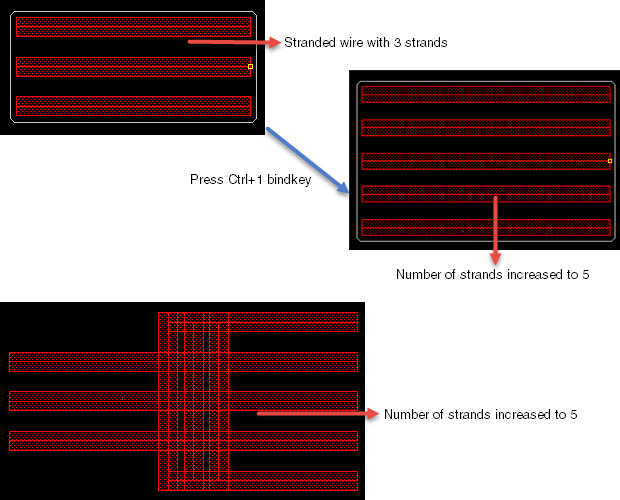 Stranded wire with 3 strands
Press Ctrl+1 bindkey
Number of strands increased to 5
Number of strands increased to 5